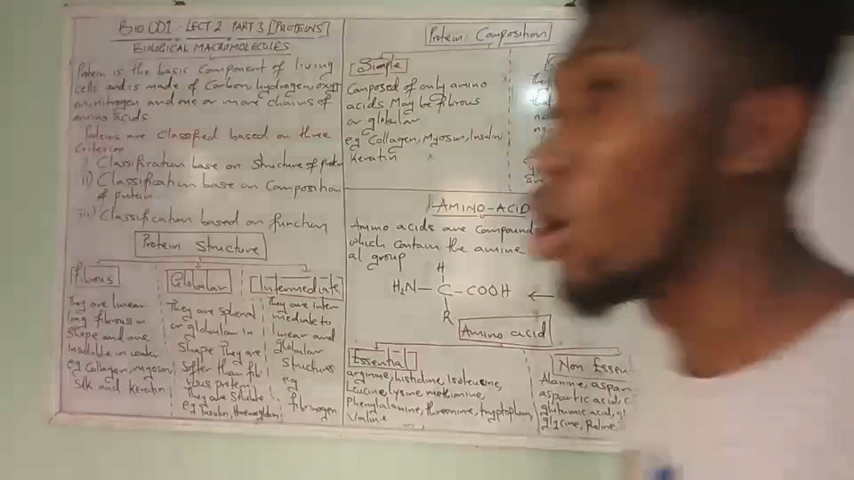 BIO 001 - LECT 2 PART 3 [PROTEINS]
BIOLOGICAL MACROMOLECULES
Protein is the basic component of living
cells and is made of Carbon, hydrogen, oxyg
en, nitrogen and one or more chains of
amino acids
Proteins are Classified based on three
Criterion
i) Classification base on Structure of protein
ii) Classification base on Composition
of protein
iii) Classification based on function
Protein Structure
Fibrous
They are linear
long fibrous in
Shape and are
insoluble in water
eg Collagen, myosin
Silk and Keratin
Globular
They are spherical
or globular in
Shape They are
Softer than fib
rous protein
They are Soluble
eg Insulin, Haemoglobin
Intermediate
They are inter
mediate to
linear and
globular
Structures
eg
fibrinogen
Protein Composition
Simple
Composed of only amino
acids May be fibrous
or globular
eg Collagen, Myosin, Insulin
Keratin
AMINO-ACID
Amino acids are compound
which contain the amine
al group
H
H₂N — C — COOH ←
R
Amino acid
Essential
arginine, histidine, Isoleucine,
Leucine, lysine, methionine,
Phenylalanine, threonine, tryptophan,
Valine
Non Essen
Alanine, aspar
aspartic acid, c
glutamic acid, gl
glycine, Proline